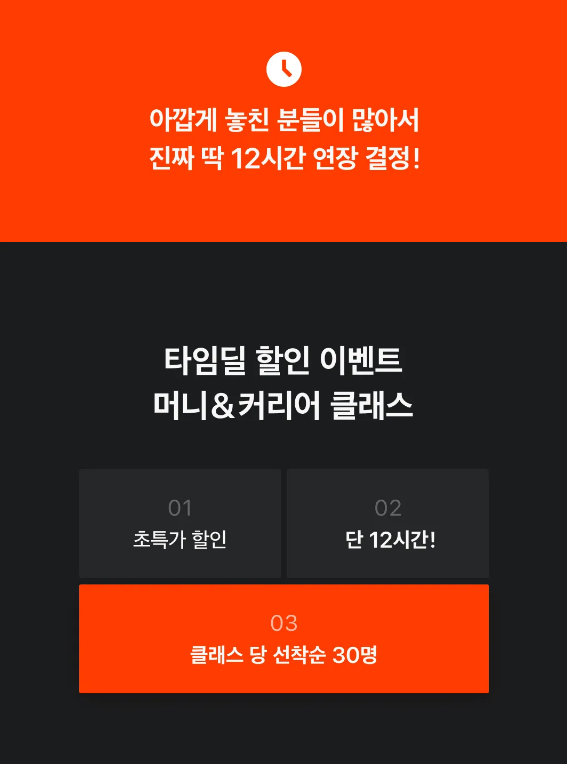 아깝게 놓친 분들이 많아서
진짜 딱 12시간 연장 결정!
타임딜 할인 이벤트
머니&커리어 클래스
01
초특가 할인
02
단 12시간!
03
클래스 당 선착순 30명